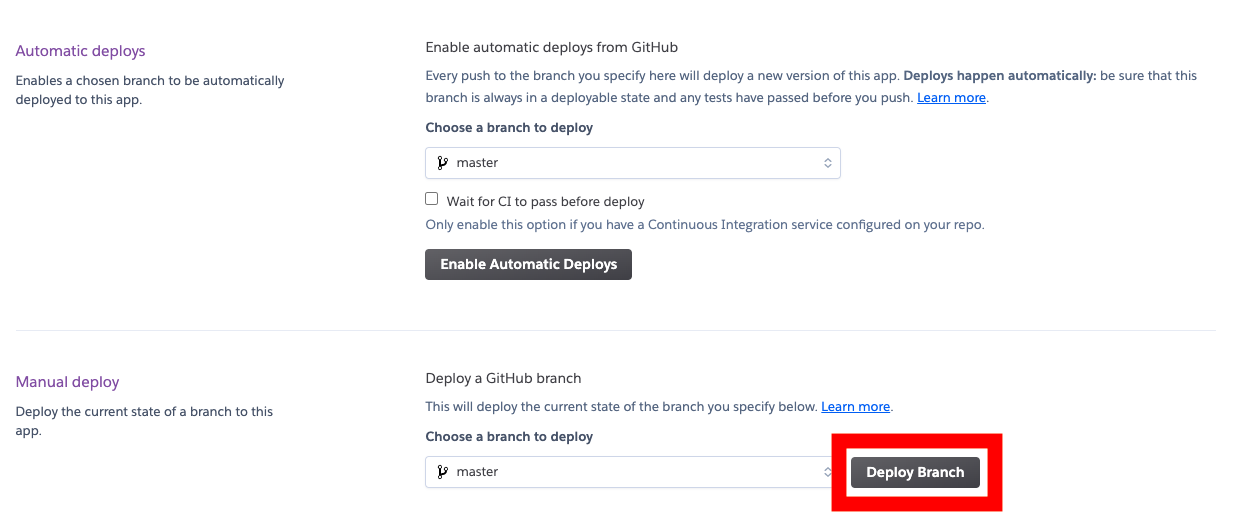 Automatic deploys
Enables a chosen branch to be automatically
deployed to this app.
Enable automatic deploys from GitHub
Every push to the branch you specify here will deploy a new version of this app. Deploys happen automatically: be sure that this
branch is always in a deployable state and any tests have passed before you push. Learn more.
Choose a branch to deploy
master
Wait for CI to pass before deploy
Only enable this option if you have a Continuous Integration service configured on your repo.
Enable Automatic Deploys
Manual deploy
Deploy the current state of a branch to this
app.
Deploy a GitHub branch
This will deploy the current state of the branch you specify below. Learn more.
Choose a branch to deploy
master
Deploy Branch